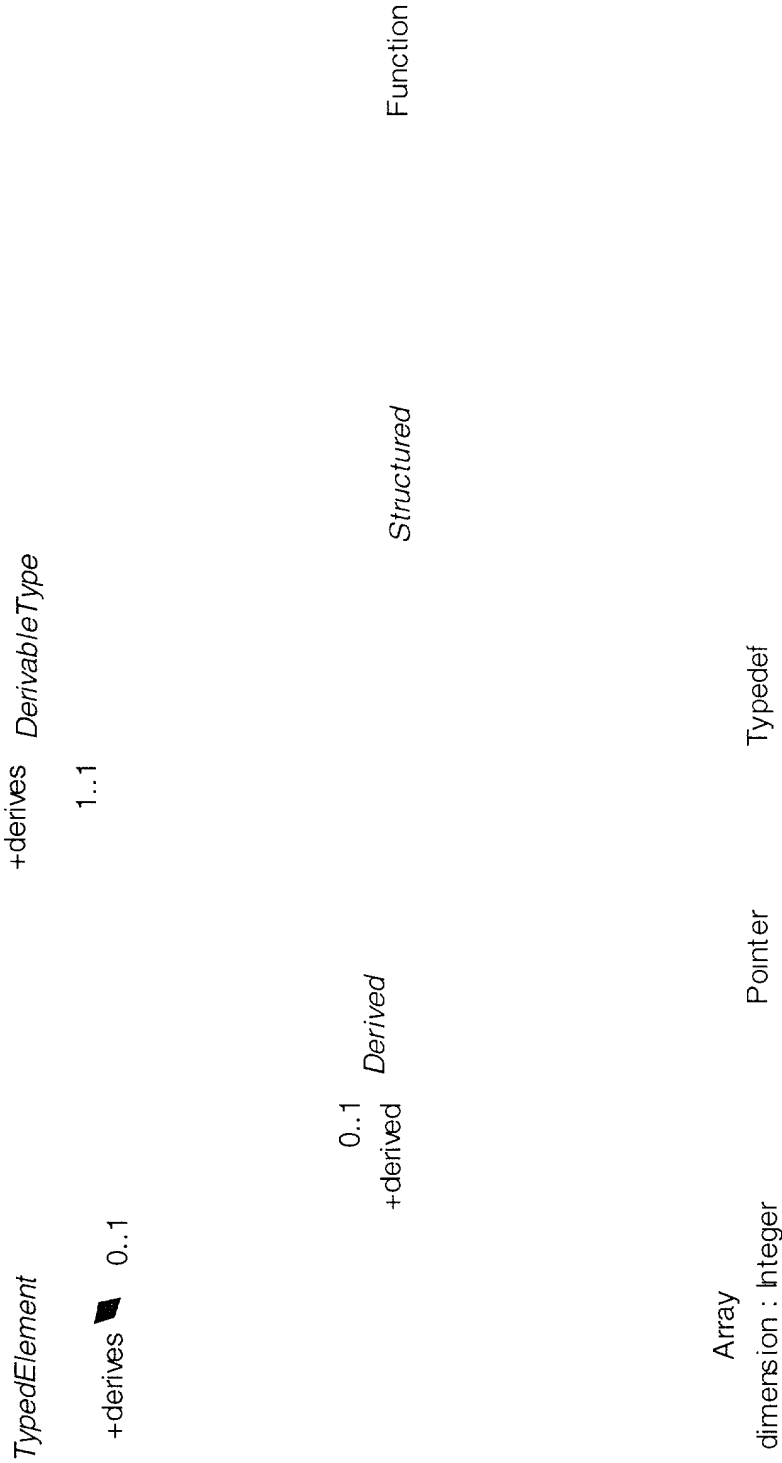 TypedElement
+derives
0..1
+derives
DerivableType
1..1
0..1
+derived
Derived
Structured
Function
Array
dimension : Integer
Pointer
Typedef